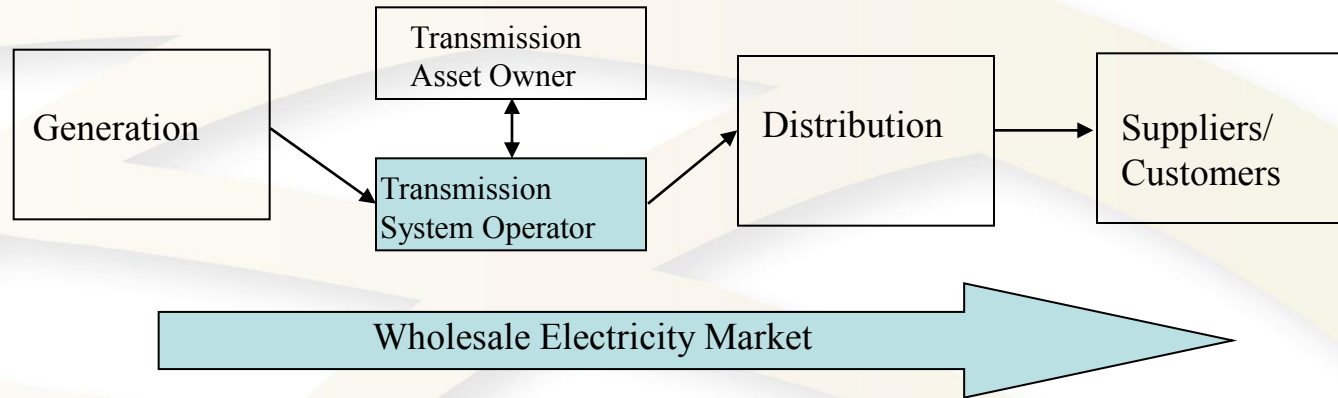 Generation
Transmission
Asset Owner
Transmission
System Operator
Distribution
Suppliers/
Customers
Wholesale Electricity Market